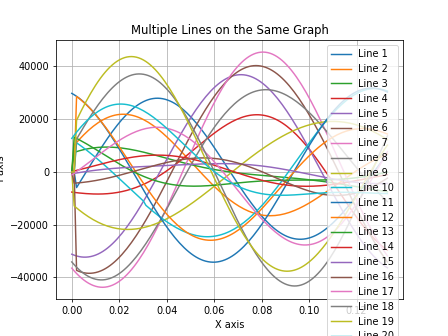 Multiple Lines on the Same Graph
40000
20000
0
−20000
−40000
0.00
0.02
0.04
0.06
0.08
0.10
X axis
axis
Line 1
Line 2
Line 3
Line 4
Line 5
Line 6
Line 7
Line 8
Line 9
Line 10
Line 11
Line 12
Line 13
Line 14
Line 15
Line 16
Line 17
Line 18
Line 19
Line 20